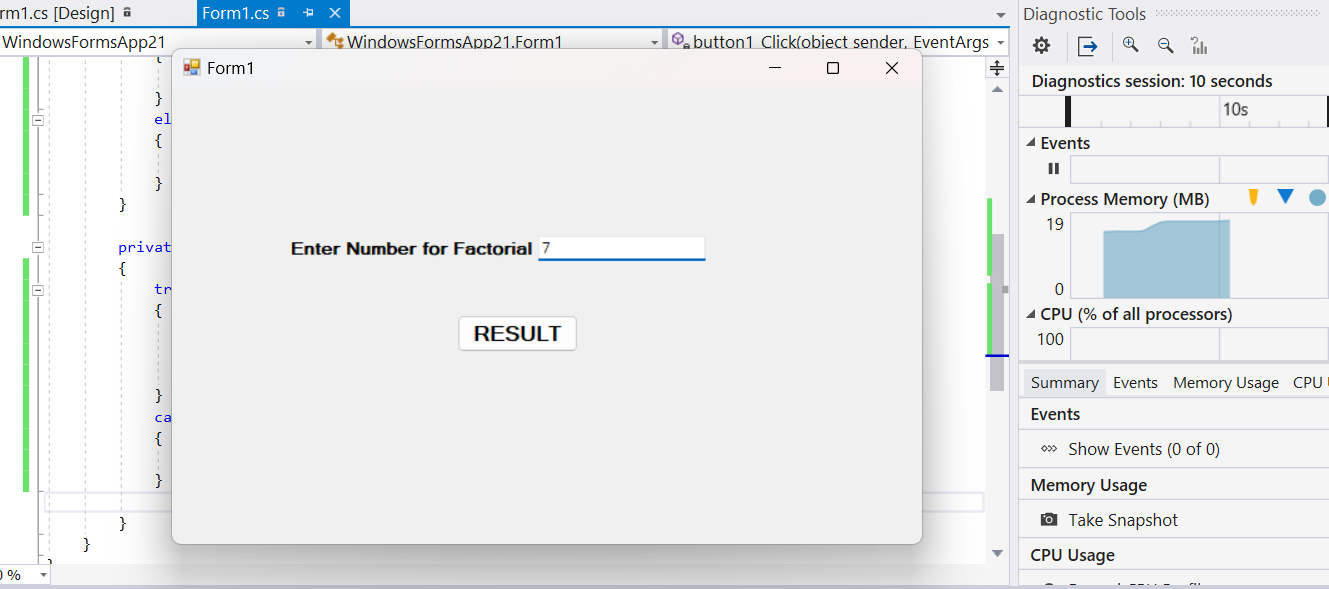 rm1.cs [Design]
Form1.cs
Diagnostic Tools
WindowsFormsApp21
WindowsFormsApp21.Form1
button1_Click(object sender, EventArgs
{
}
el
{
}
}
privat
{
tr
{
}
ca
{
}
}
}
0 %
Form1
Enter Number for Factorial 7
RESULT
Diagnostics session: 10 seconds
10s
Events
Process Memory (MB)
19
0
CPU (% of all processors)
100
Summary Events Memory Usage CPU
Events
Show Events (0 of 0)
Memory Usage
Take Snapshot
CPU Usage